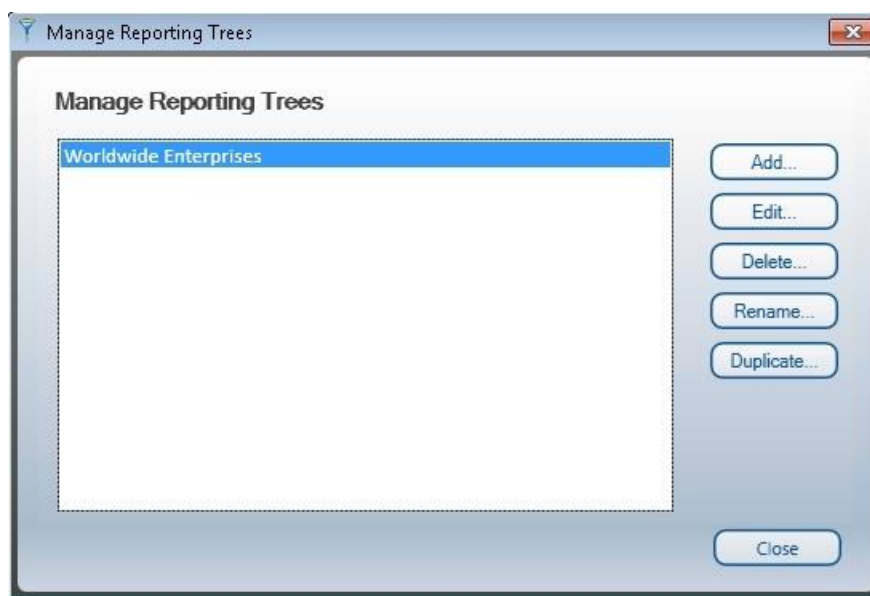 Manage Reporting Trees
Manage Reporting Trees
Worldwide Enterprises
Add...
Edit...
Delete...
Rename...
Duplicate...
Close